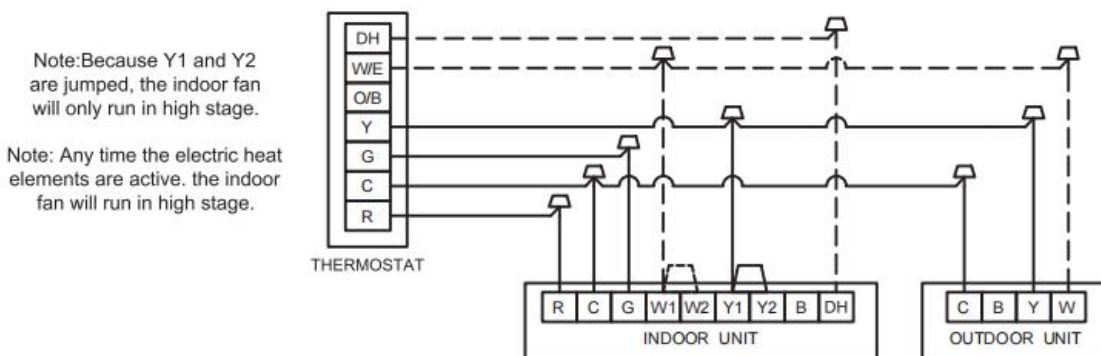 Note:Because Y1 and Y2
are jumped, the indoor fan
will only run in high stage.
Note: Any time the electric heat
elements are active. the indoor
fan will run in high stage.
DH
W/E
O/B
Y
G
C
R
THERMOSTAT
R C G W1 W2 Y1 Y2 B DH
INDOOR UNIT
C B Y W
OUTDOOR UNIT